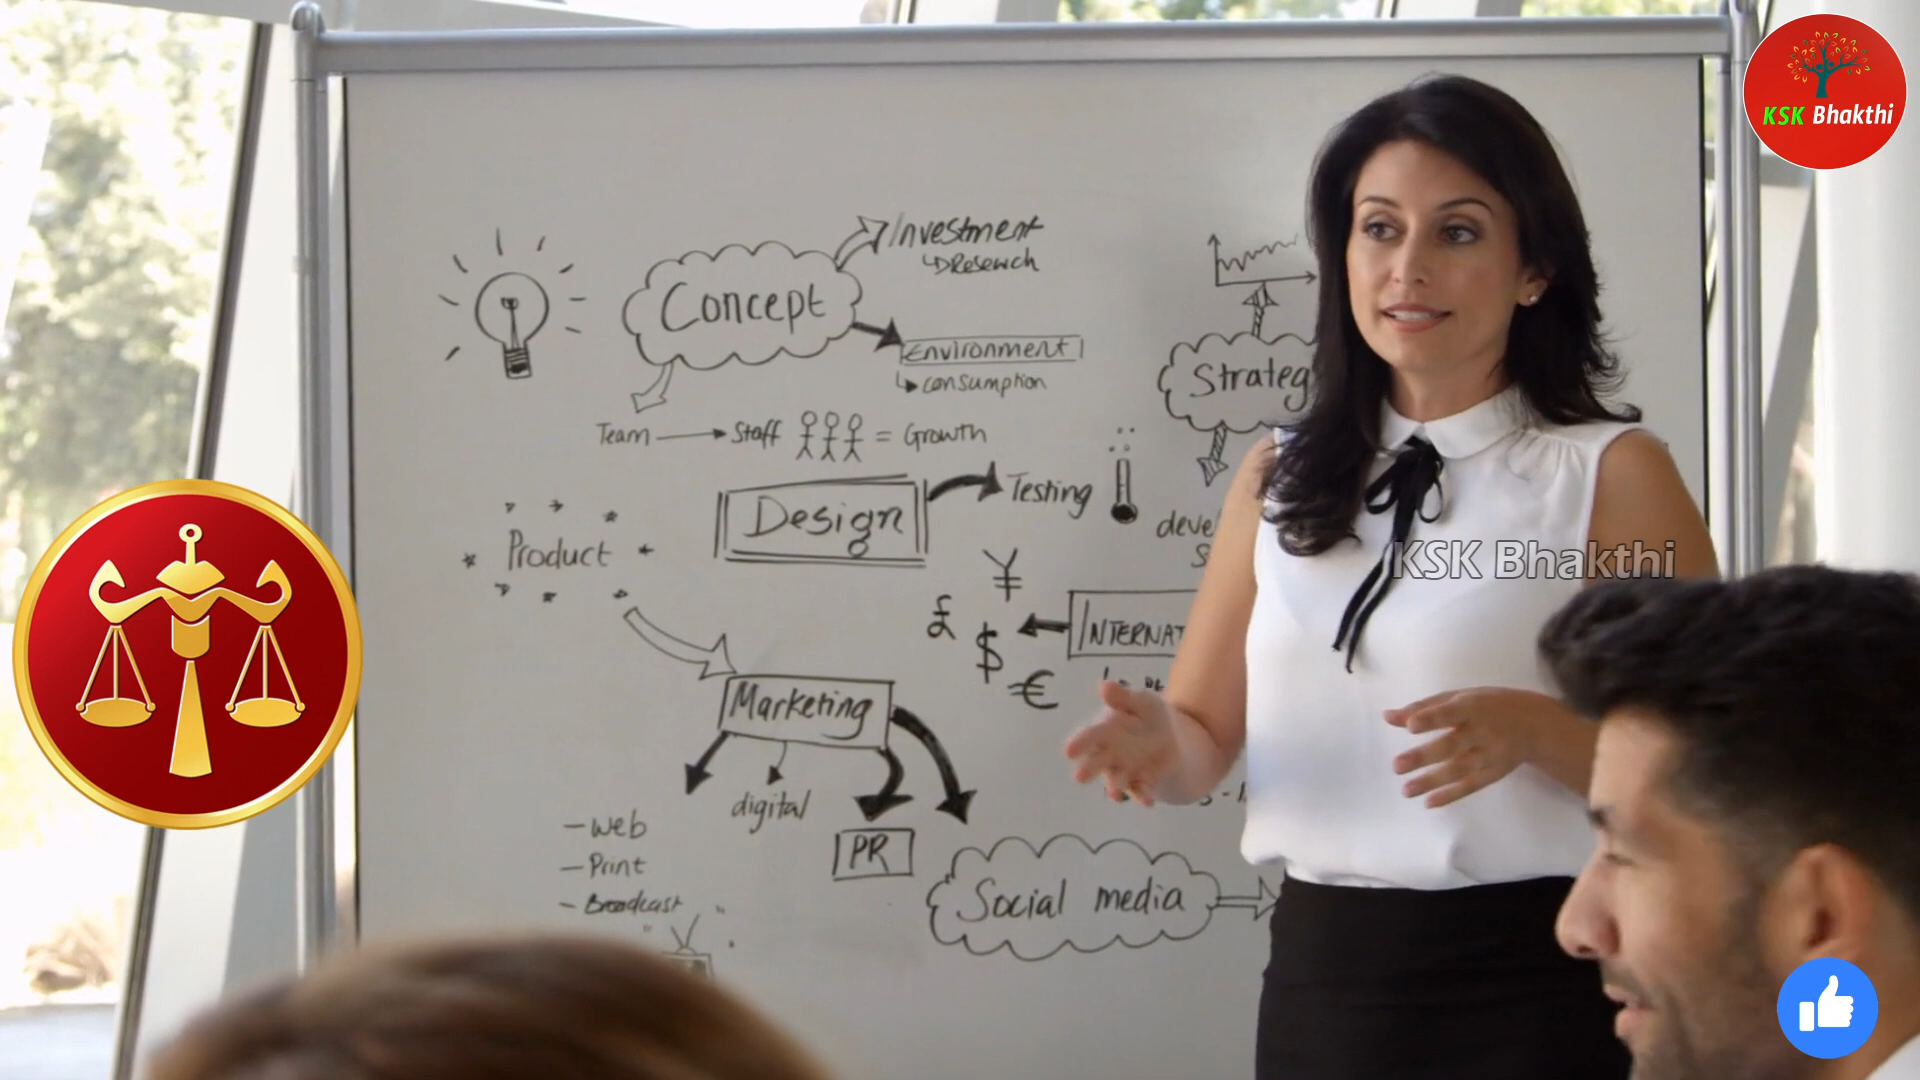 KSK Bhakthi
Investment
Research
Concept
Environment
consumption
Strateg
Team Staff = Growth
Design
Testing
Product
deve
S
KSK Bhakthi
¥
£
$
€
INTERNAT
Marketing
digital
- Web
- Print
- Broadcast
PR
Social media